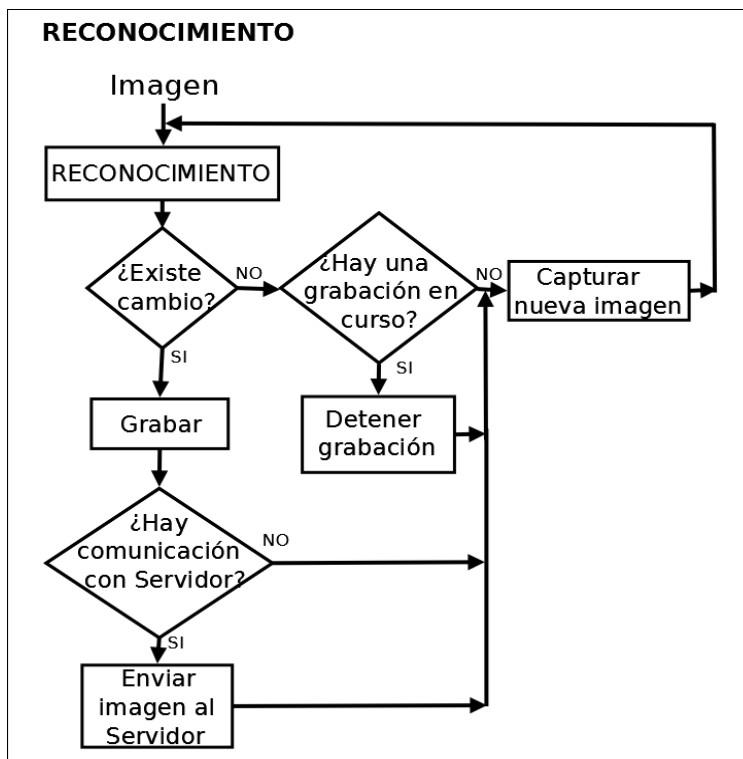 RECONOCIMIENTO
Imagen
RECONOCIMIENTO
¿Existe
cambio?
NO
SI
¿Hay una
grabación en
curso?
NO
SI
Capturar
nueva imagen
Grabar
Detener
grabación
¿Hay
comunicación
con Servidor?
NO
SI
Enviar
imagen al
Servidor